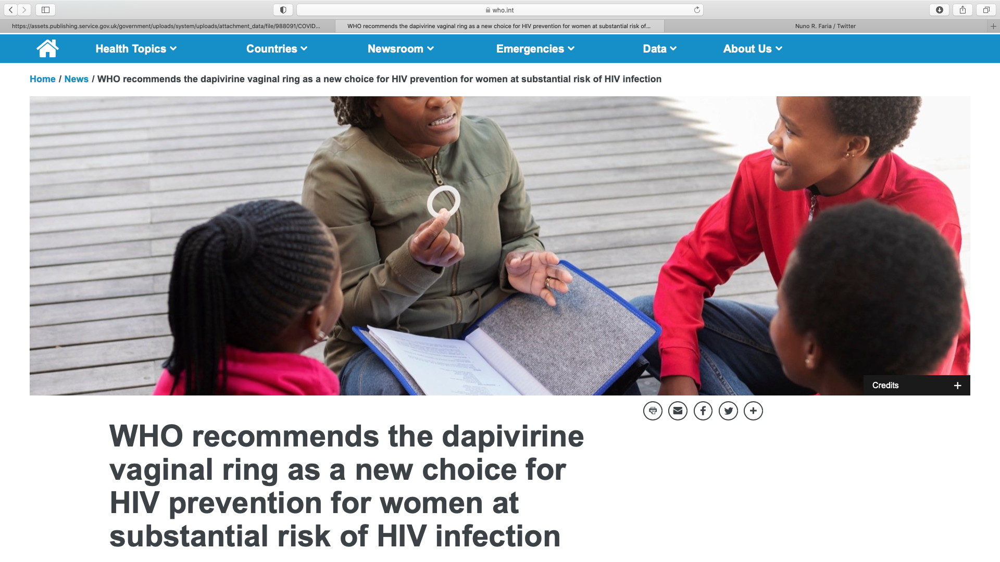 who.int
https://assets.publishing.service.gov.uk/government/uploads/system/uploads/attachment_data/file/988091/COVID...
WHO recommends the dapivirine vaginal ring as a new choice for HIV prevention for women at substantial risk of...
Nuno R. Faria / Twitter
Health Topics
Countries
Newsroom
Emergencies
Data
About Us
Home / News / WHO recommends the dapivirine vaginal ring as a new choice for HIV prevention for women at substantial risk of HIV infection
Credits
WHO recommends the dapivirine
vaginal ring as a new choice for
HIV prevention for women at
substantial risk of HIV infection